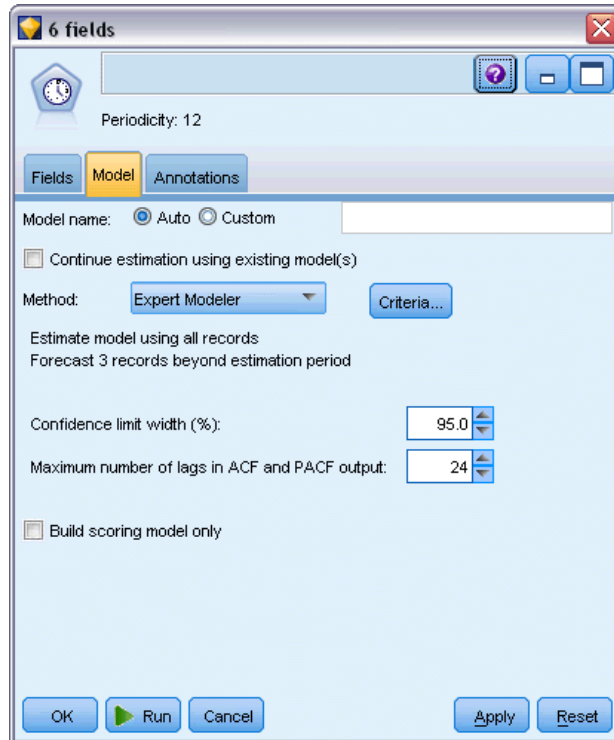 6 fields
Periodicity: 12
Fields Model Annotations
Model name: Auto Custom
Continue estimation using existing model(s)
Method: Expert Modeler Criteria...
Estimate model using all records
Forecast 3 records beyond estimation period
Confidence limit width (%): 95.0
Maximum number of lags in ACF and PACF output: 24
Build scoring model only
OK Run Cancel Apply Reset